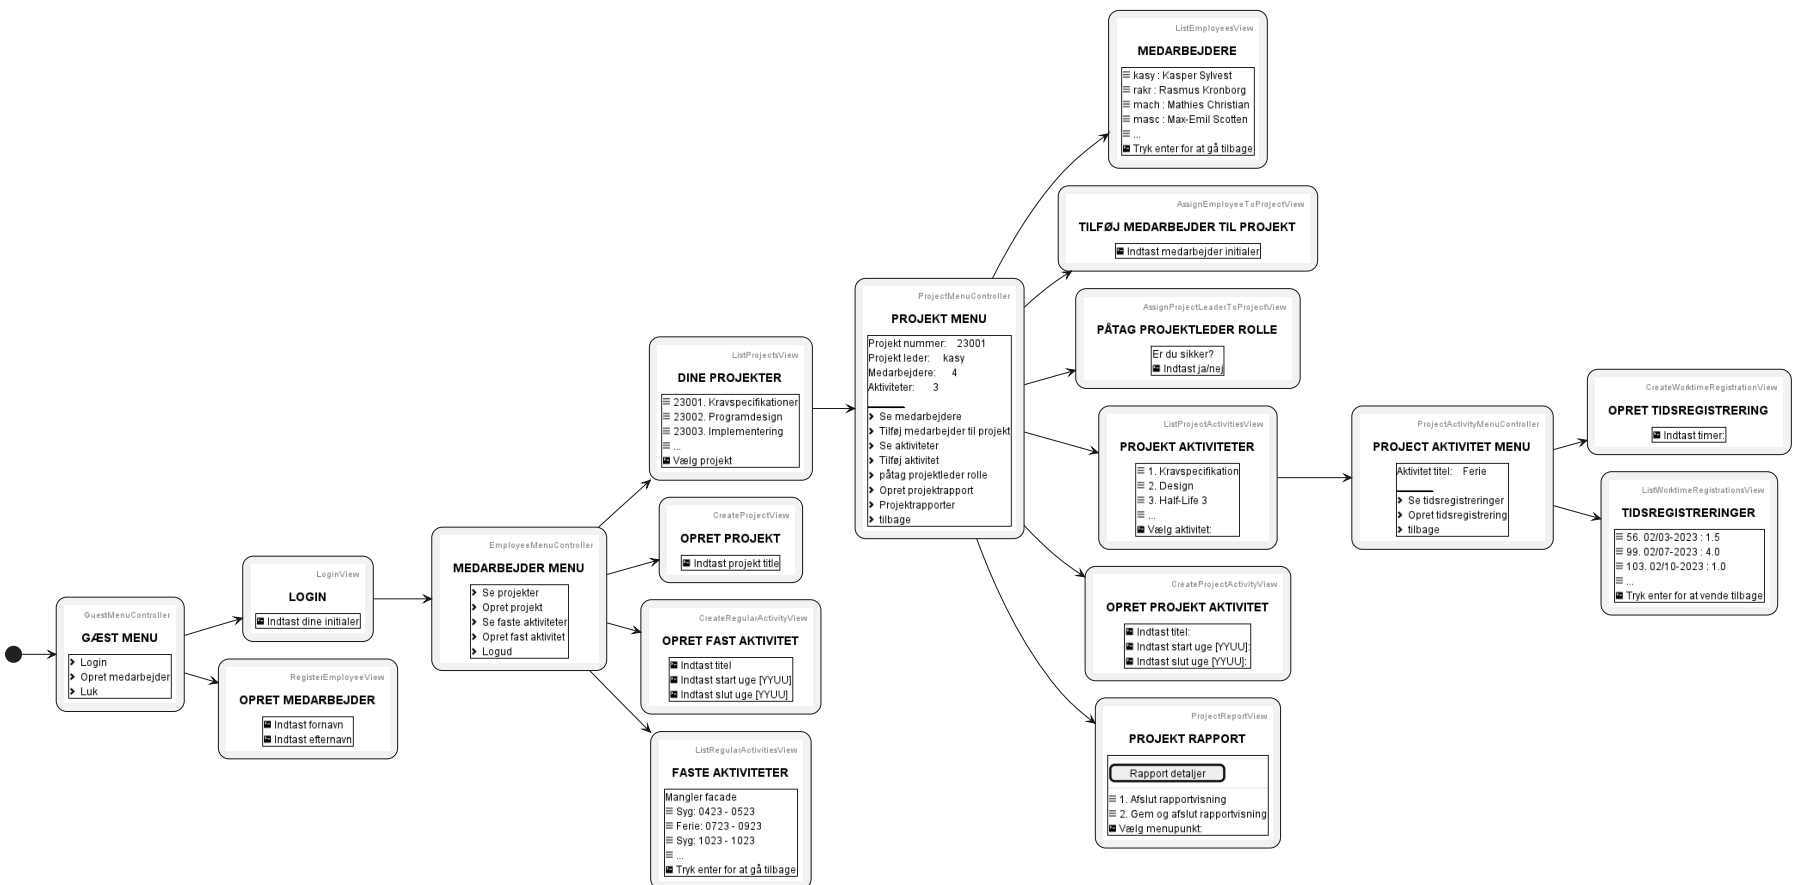 GuestMenuController
GÆST MENU
Login
Opret medarbejder
Luk
LoginView
LOGIN
Indtast dine initialer
RegisterEmployeeView
OPRET MEDARBEJDER
Indtast fornavn
Indtast efternavn
EmployeeMenuController
MEDARBEJDER MENU
Se projekter
Opret projekt
Se faste aktiviteter
Opret fast aktivitet
Logud
ListProjectsView
DINE PROJEKTER
23001. Kravspecifikationer
23002. Programdesign
23003. Implementering
...
Vælg projekt
CreateProjectView
OPRET PROJEKT
Indtast projekt title
CreateRegularActivityView
OPRET FAST AKTIVITET
Indtast titel
Indtast start uge [YYUU]
Indtast slut uge [YYUU]
ListRegularActivitiesView
FASTE AKTIVITETER
Mangler facade
Syg: 0423 - 0523
Ferie: 0723 - 0923
Syg: 1023 - 1023
...
Tryk enter for at gå tilbage
ProjectMenuController
PROJEKT MENU
Projekt nummer: 23001
Projekt leder: kasy
Medarbejdere: 4
Aktiviteter: 3
Se medarbejdere
Tilføj medarbejder til projekt
Se aktiviteter
Tilføj aktivitet
påtag projektleder rolle
Opret projektrapport
Projektrapporter
tilbage
ListEmployeesView
MEDARBEJDERE
kasy : Kasper Sylvest
rakr : Rasmus Kronborg
mach : Mathies Christian
masc : Max-Emil Scotten
...
Tryk enter for at gå tilbage
AssignEmployeeToProjectView
TILFØJ MEDARBEJDER TIL PROJEKT
Indtast medarbejder initialer
AssignProjectLeaderToProjectView
PÅTAG PROJEKTLEDER ROLLE
Er du sikker?
Indtast ja/nej
ListProjectActivitiesView
PROJEKT AKTIVITETER
1. Kravspecifikation
2. Design
3. Half-Life 3
...
Vælg aktivitet:
CreateProjectActivityView
OPRET PROJEKT AKTIVITET
Indtast titel:
Indtast start uge [YYUU]:
Indtast slut uge [YYUU]:
ProjectReportView
PROJEKT RAPPORT
Rapport detaljer
1. Afslut rapportvisning
2. Gem og afslut rapportvisning
Vælg menupunkt:
ProjectActivityMenuController
PROJECT AKTIVITET MENU
Aktivitet titel: Ferie
Se tidsregistreringer
Opret tidsregistrering
tilbage
CreateWorktimeRegistrationView
OPRET TIDSREGISTRERING
Indtast timer:
ListWorktimeRegistrationsView
TIDSREGISTRERINGER
56. 02/03-2023 : 1.5
99. 02/07-2023 : 4.0
103. 02/10-2023 : 1.0
...
Tryk enter for at vende tilbage